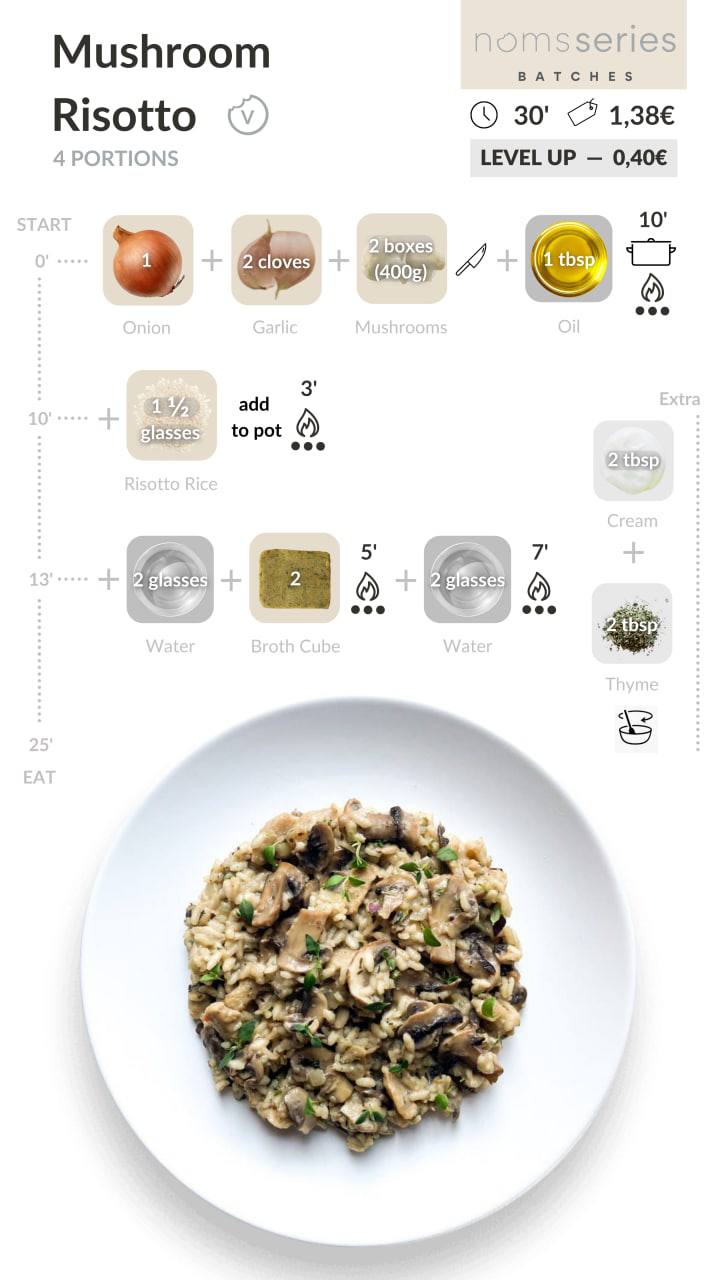 Mushroom
Risotto
V
4 PORTIONS
nomsseries
BATCHES
30' 1,38€
LEVEL UP — 0,40€
START
0'
1 + 2 cloves + 2 boxes (400g) + 1 tbsp
10'
Onion Garlic Mushrooms Oil
10'
+ 1 ½ glasses
add
to pot
3'
Risotto Rice
13'
+ 2 glasses + 2 5' + 2 glasses 7'
Water Broth Cube Water
Extra
2 tbsp
Cream
+
2 tbsp
Thyme
25'
EAT